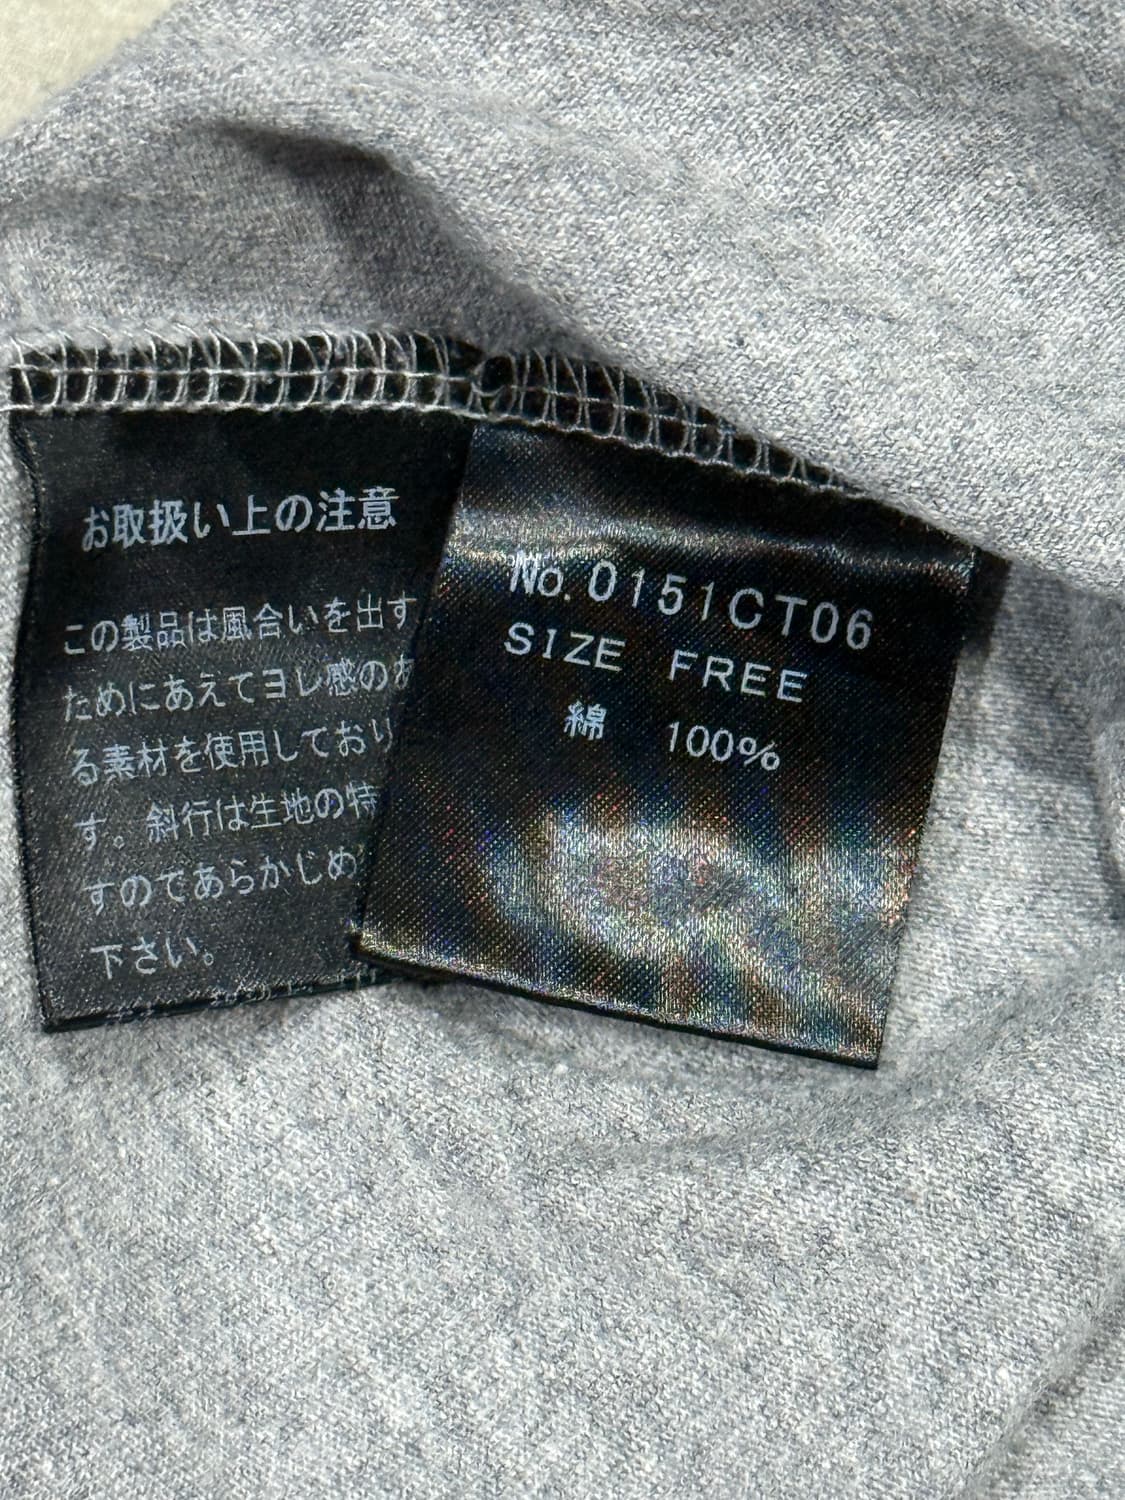 お取扱い上の注意
この製品は風合いを出す
ためにあえてヨレ感のあ
る素材を使用しており
す。斜行は生地の特
すのであらかじめ
下さい。
No.0151CT06
SIZE FREE
綿 100%